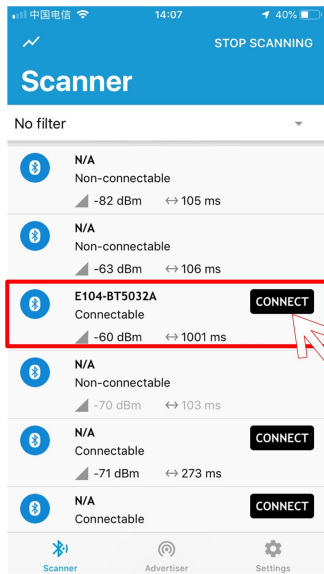 中国电信 14:07 40%
STOP SCANNING
Scanner
No filter
N/A
Non-connectable
-82 dBm ↔ 105 ms
N/A
Non-connectable
-63 dBm ↔ 106 ms
E104-BT5032A
CONNECT
Connectable
-60 dBm ↔ 1001 ms
N/A
Non-connectable
-70 dBm ↔ 103 ms
N/A
CONNECT
Connectable
-71 dBm ↔ 273 ms
N/A
CONNECT
Connectable
Scanner Advertiser Settings